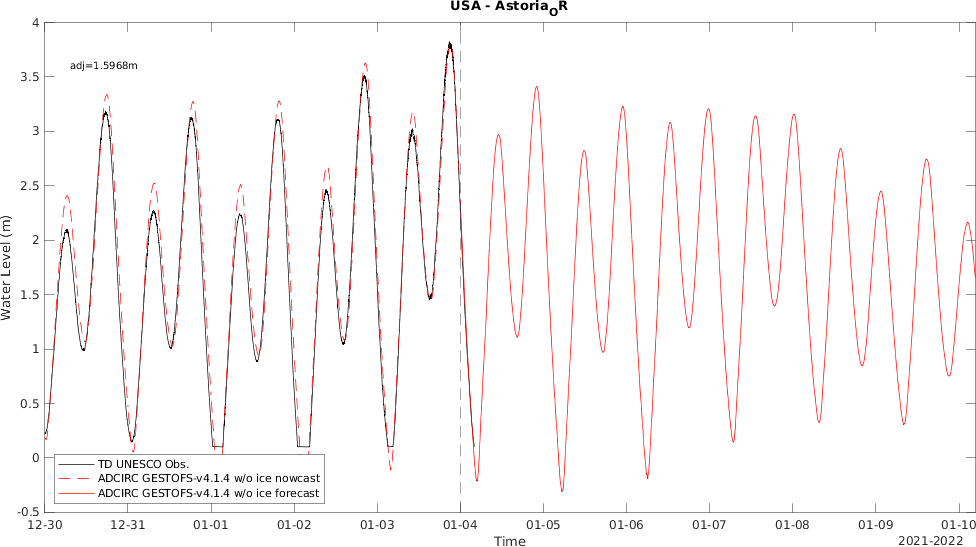 USA - Astoria_OR
adj=1.5968m
4
3.5
3
2.5
2
1.5
1
0.5
0
-0.5
Water Level (m)
TD UNESCO Obs.
ADCIRC GESTOFS-v4.1.4 w/o ice nowcast
ADCIRC GESTOFS-v4.1.4 w/o ice forecast
12-30 12-31 01-01 01-02 01-03 01-04 01-05 01-06 01-07 01-08 01-09 01-10
Time
2021-2022